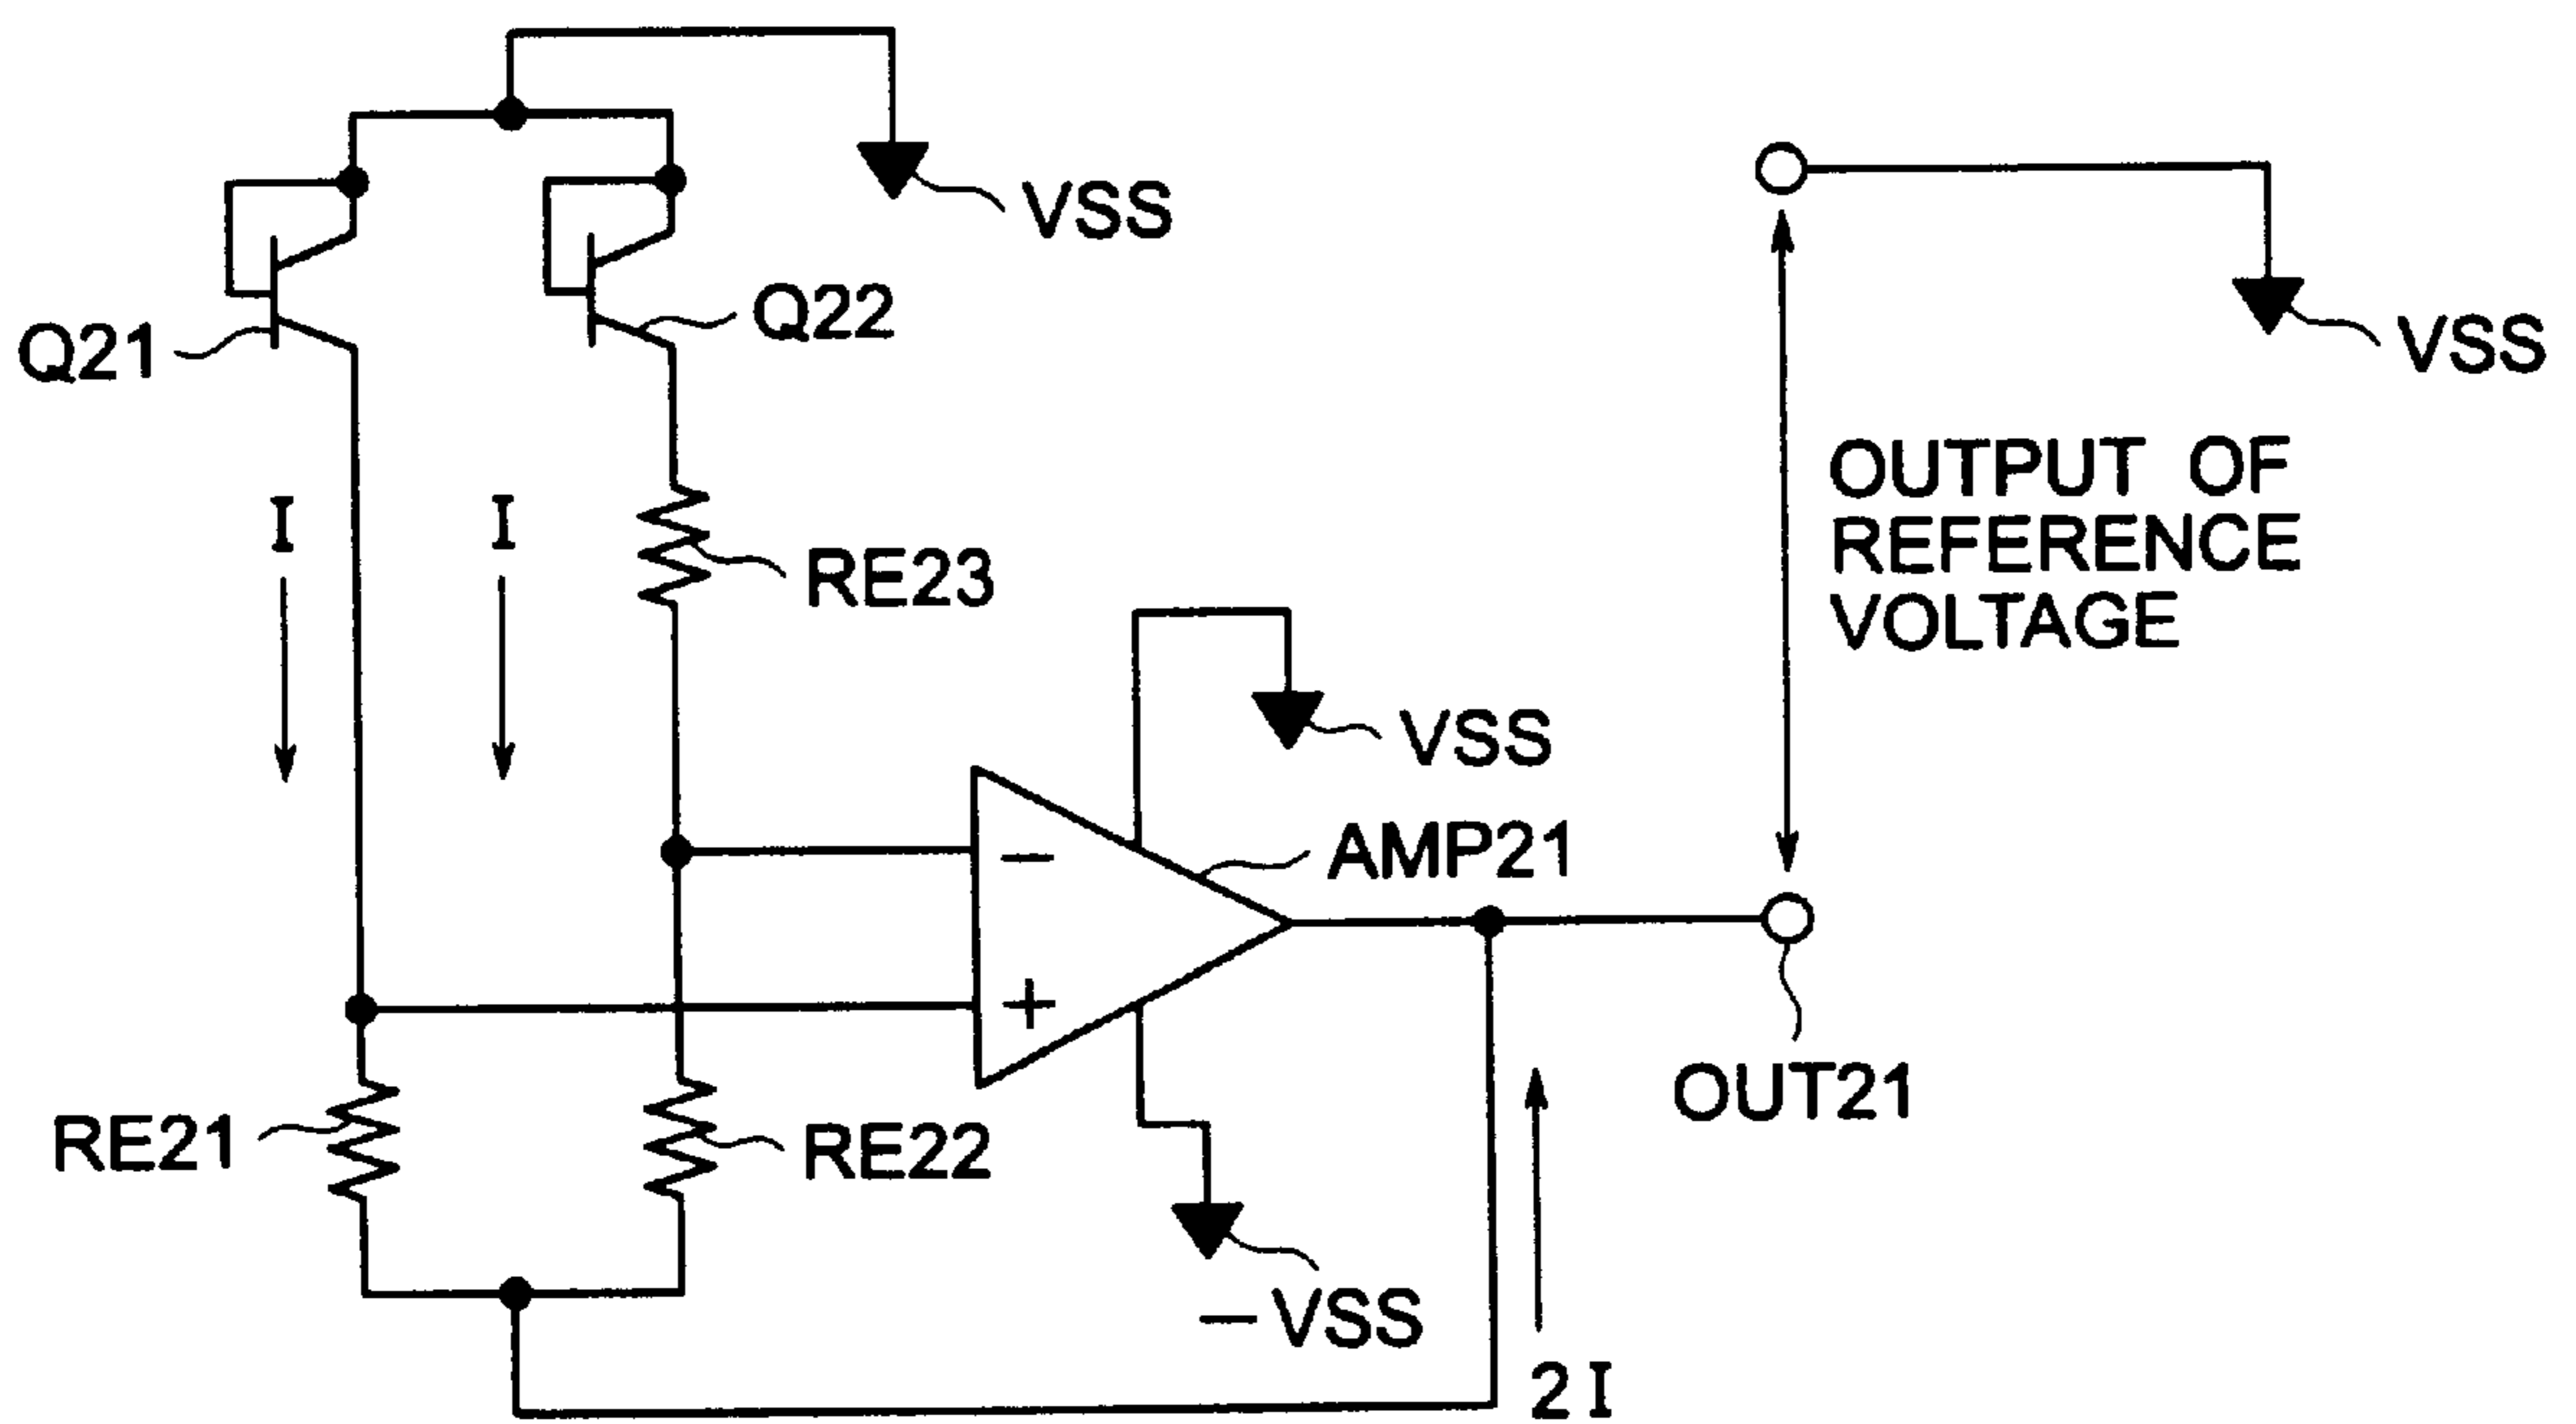 VSS
Q21
Q22
VSS
I
I
OUTPUT OF
REFERENCE
VOLTAGE
RE23
VSS
−
AMP21
+
OUT21
RE21
RE22
−VSS
2I